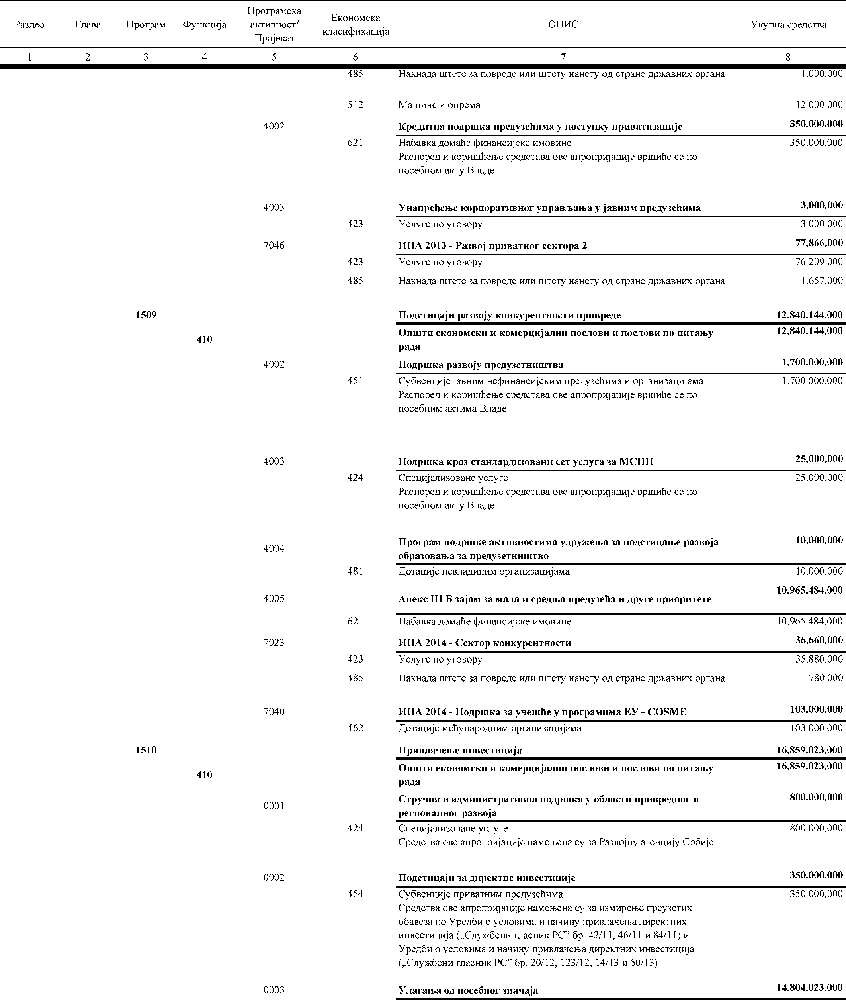 Раздео Глава Програм Функција Програмска активност/ Пројекат Економска класификација ОПИС Укупна средства
1 2 3 4 5 6 7 8
485 Накнада штете за повреде или штету нанету од стране државних органа 1.000.000
512 Машине и опрема 12.000.000
4002 Кредитна подршка предузећима у поступку приватизације 350.000.000
621 Набавка домаће финансијске имовине 350.000.000
Распоред и коришћење средстава ове апропријације вршиће се по
посебном акту Владе
4003 Унапређење корпоративног управљања у јавним предузећима 3.000.000
423 Услуге по уговору 3.000.000
7046 ИПА 2013 - Развој приватног сектора 2 77.866.000
423 Услуге по уговору 76.209.000
485 Накнада штете за повреде или штету нанету од стране државних органа 1.657.000
1509 Подстицаји развоју конкурентности привреде 12.840.144.000
410 Општи економски и комерцијални послови и послови по питању 12.840.144.000
рада
4002 Подршка развоју предузетништва 1.700.000.000
451 Субвенције јавним нефинансијским предузећима и организацијама 1.700.000.000
Распоред и коришћење средстава ове апропријације вршиће се по
посебним актима Владе
4003 Подршка кроз стандардизовани сет услуга за МСПП 25.000.000
424 Специјализоване услуге 25.000.000
Распоред и коришћење средстава ове апропријације вршиће се по
посебном акту Владе
4004 Програм подршке активностима удружења за подстицање развоја 10.000.000
образовања за предузетништво
481 Дотације невладиним организацијама 10.000.000
4005 Апекс III Б зајам за мала и средња предузећа и друге приоритете 10.965.484.000
621 Набавка домаће финансијске имовине 10.965.484.000
7023 ИПА 2014 - Сектор конкурентности 36.660.000
423 Услуге по уговору 35.880.000
485 Накнада штете за повреде или штету нанету од стране државних органа 780.000
7040 ИПА 2014 - Подршка за учешће у програмима ЕУ - COSME 103.000.000
462 Дотације међународним организацијама 103.000.000
1510 Привлачење инвестиција 16.859.023.000
410 Општи економски и комерцијални послови и послови по питању 16.859.023.000
рада
0001 Стручна и административна подршка у области привредног и 800.000.000
регионалног развоја
424 Специјализоване услуге 800.000.000
Средства ове апропријације намењена су за Развојну агенцију Србије
0002 Подстицаји за директне инвестиције 350.000.000
454 Субвенције приватним предузећима 350.000.000
Средства ове апропријације намењена су за измирење преузетих
обавеза по Уредби о условима и начину привлачења директних
инвестиција („Службени гласник РС” бр. 42/11, 46/11 и 84/11) и
Уредби о условима и начину привлачења директних инвестиција
(„Службени гласник РС” бр. 20/12, 123/12, 14/13 и 60/13)
0003 Улагања од посебног значаја 14.804.023.000